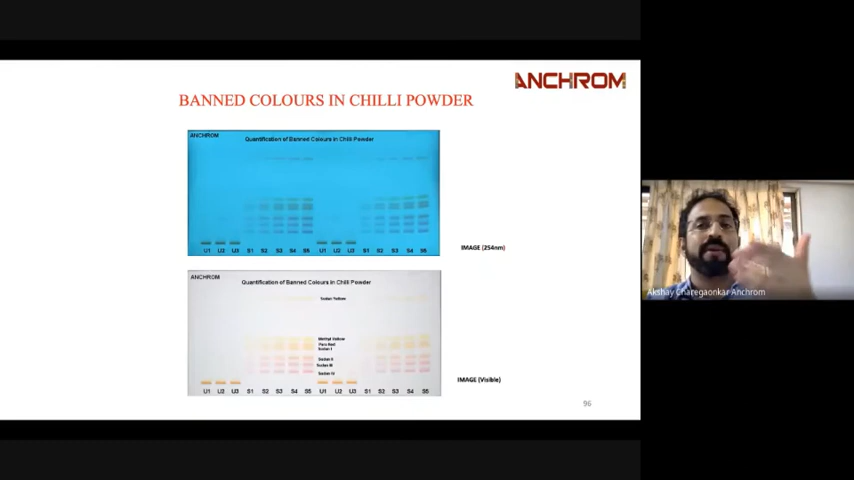 ANCHROM
BANNED COLOURS IN CHILLI POWDER
ANCHROM
Quantification of Banned Colours in Chilli Powder
U1 U2 U3 S1 S2 S3 S4 S5 U1 U2 U3 S1 S2 S3 S4 S5
IMAGE (254nm)
ANCHROM
Quantification of Banned Colours in Chilli Powder
Sudan Yellow
Methyl Yellow
Para Red
Sudan I
Sudan II
Sudan III
Sudan IV
U1 U2 U3 S1 S2 S3 S4 S5 U1 U2 U3 S1 S2 S3 S4 S5
IMAGE (Visible)
96
Akshay Charegaonkar Anchrom